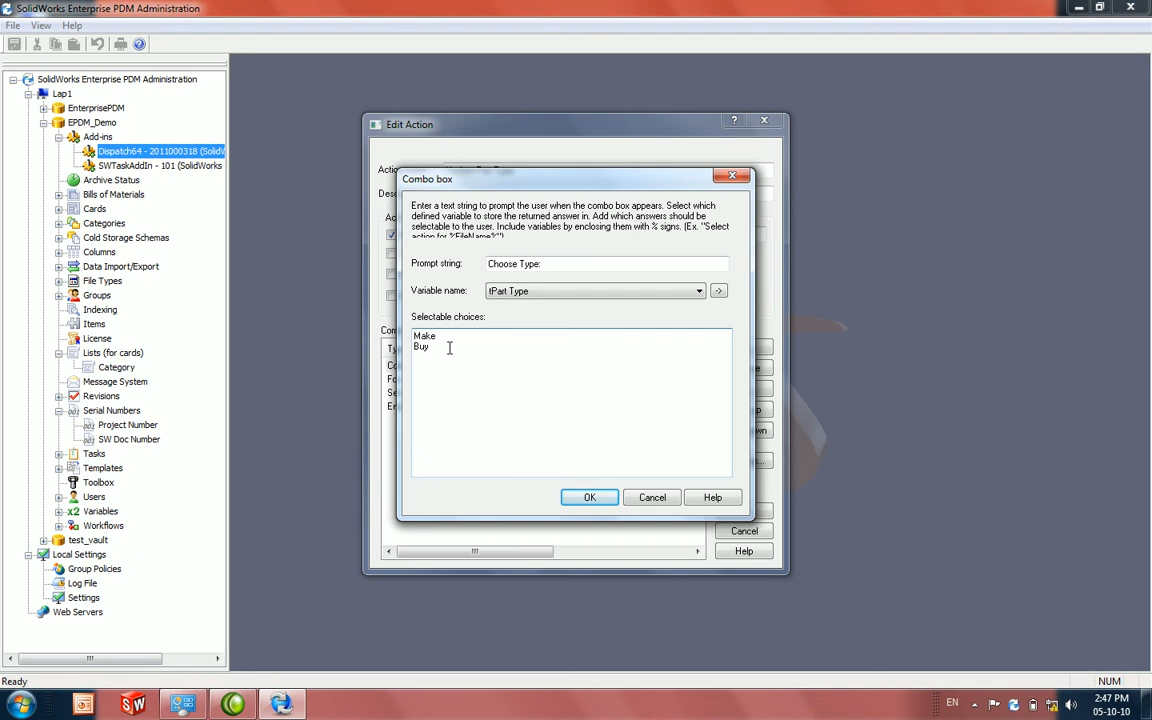 SolidWorks Enterprise PDM Administration
File View Help
SolidWorks Enterprise PDM Administration
Lap1
EnterprisePDM
EPDM_Demo
Add-ins
Dispatch64 - 2011000318 (SolidW
SWTaskAddIn - 101 (SolidWorks
Archive Status
Bills of Materials
Cards
Categories
Cold Storage Schemas
Columns
Data Import/Export
File Types
Groups
Indexing
Items
License
Lists (for cards)
Category
Message System
Revisions
Serial Numbers
Project Number
SW Doc Number
Tasks
Templates
Toolbox
Users
Variables
Workflows
test_vault
Local Settings
Group Policies
Log File
Settings
Web Servers
Edit Action
Combo box
Enter a text string to prompt the user when the combo box appears. Select which
defined variable to store the returned answer in. Add which answers should be
selectable to the user. Include variables by enclosing them with % signs. (Ex. "Select
action for %FileName%")
Prompt string: Choose Type:
Variable name: tPart Type ->
Selectable choices:
Make
Buy
OK Cancel Help
Cancel
Help
Ready NUM
EN 2:47 PM
05-10-10